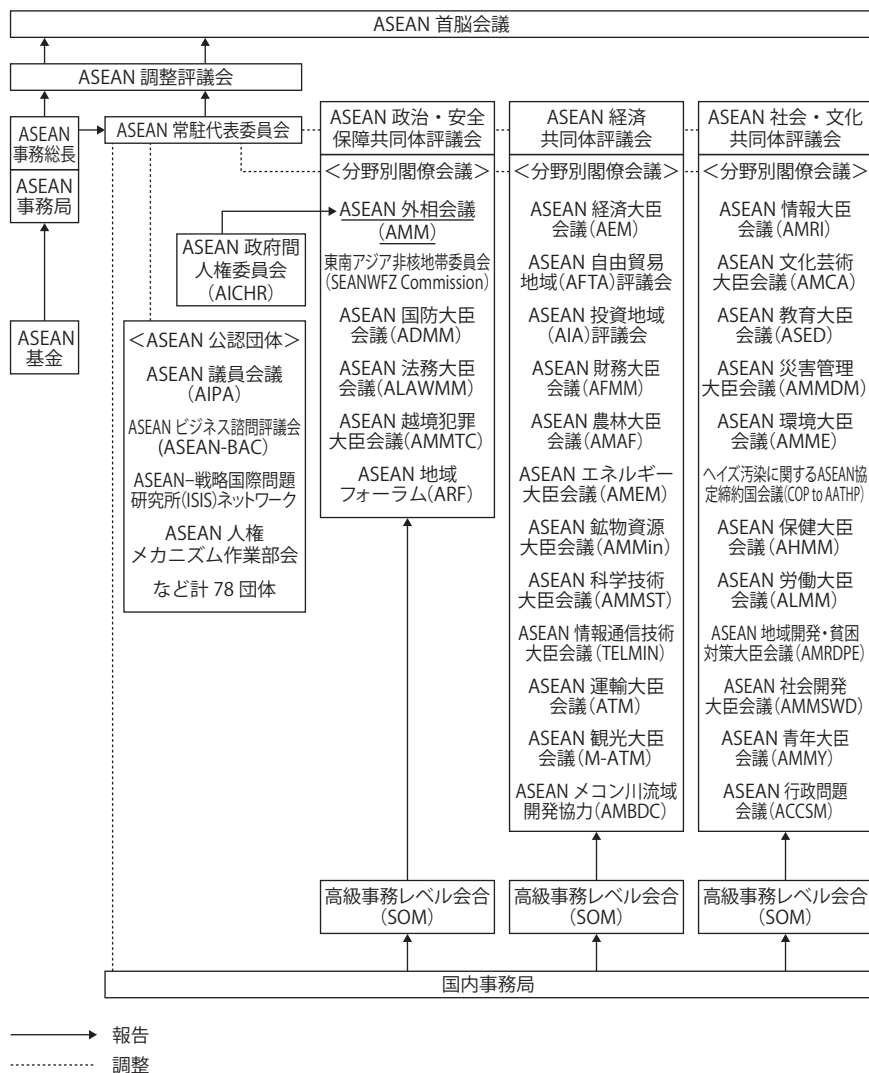 ASEAN 首脳会議
ASEAN 調整評議会
ASEAN
事務総長
ASEAN
事務局
ASEAN
基金
ASEAN 常駐代表委員会
ASEAN 政府間
人権委員会
(AICHR)
<ASEAN 公認団体>
ASEAN 議員会議
(AIPA)
ASEAN ビジネス諮問評議会
(ASEAN-BAC)
ASEAN−戦略国際問題
研究所(ISIS)ネットワーク
ASEAN 人権
メカニズム作業部会
など計 78 団体
ASEAN 政治・安全
保障共同体評議会
<分野別閣僚会議>
ASEAN 外相会議
(AMM)
東南アジア非核地帯委員会
(SEANWFZ Commission)
ASEAN 国防大臣
会議(ADMM)
ASEAN 法務大臣
会議(ALAWMM)
ASEAN 越境犯罪
大臣会議(AMMTC)
ASEAN 地域
フォーラム(ARF)
高級事務レベル会合
(SOM)
ASEAN 経済
共同体評議会
<分野別閣僚会議>
ASEAN 経済大臣
会議(AEM)
ASEAN 自由貿易
地域(AFTA)評議会
ASEAN 投資地域
(AIA)評議会
ASEAN 財務大臣
会議(AFMM)
ASEAN 農林大臣
会議(AMAF)
ASEAN エネルギー
大臣会議(AMEM)
ASEAN 鉱物資源
大臣会議(AMMin)
ASEAN 科学技術
大臣会議(AMMST)
ASEAN 情報通信技術
大臣会議(TELMIN)
ASEAN 運輸大臣
会議(ATM)
ASEAN 観光大臣
会議(M-ATM)
ASEAN メコン川流域
開発協力(AMBDC)
高級事務レベル会合
(SOM)
ASEAN 社会・文化
共同体評議会
<分野別閣僚会議>
ASEAN 情報大臣
会議(AMRI)
ASEAN 文化芸術
大臣会議(AMCA)
ASEAN 教育大臣
会議(ASED)
ASEAN 災害管理
大臣会議(AMMDM)
ASEAN 環境大臣
会議(AMME)
ヘイズ汚染に関するASEAN協
定締約国会議(COP to AATHP)
ASEAN 保健大臣
会議(AHMM)
ASEAN 労働大臣
会議(ALMM)
ASEAN 地域開発・貧困
対策大臣会議(AMRDPE)
ASEAN 社会開発
大臣会議(AMMSWD)
ASEAN 青年大臣
会議(AMMY)
ASEAN 行政問題
会議(ACCSM)
高級事務レベル会合
(SOM)
国内事務局
報告
調整